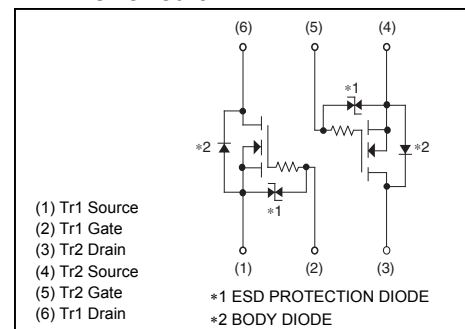 (6) (5) (4)
∗1
∗2 ∗2
∗1
(1) (2) (3)
(1) Tr1 Source
(2) Tr1 Gate
(3) Tr2 Drain
(4) Tr2 Source
(5) Tr2 Gate
(6) Tr1 Drain
∗1 ESD PROTECTION DIODE
∗2 BODY DIODE